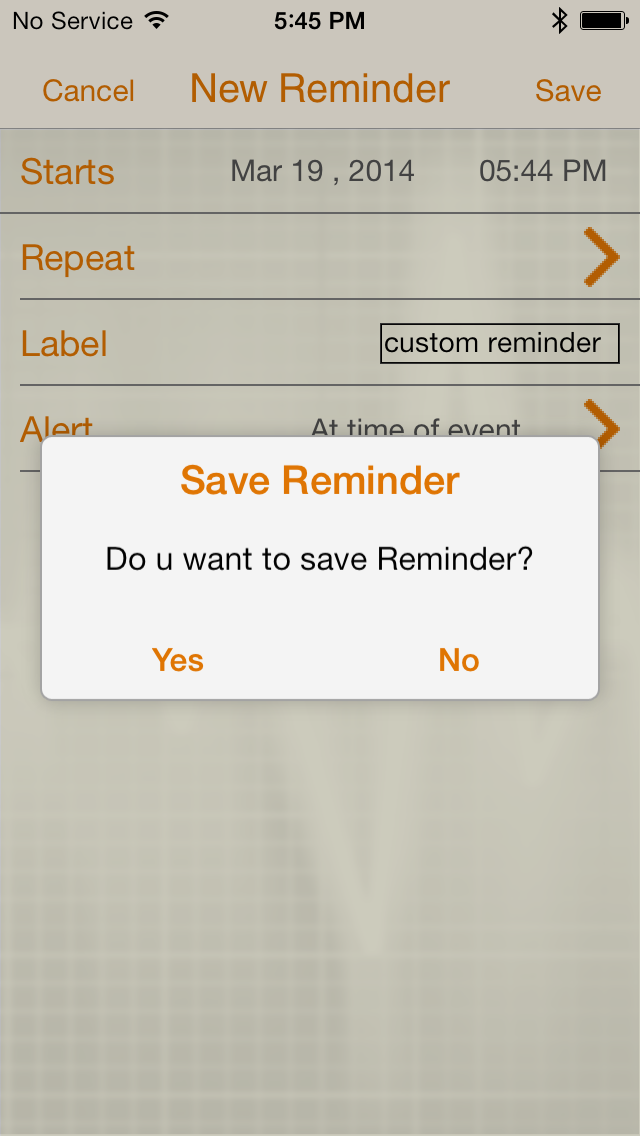 No Service 5:45 PM
Cancel New Reminder Save
Starts Mar 19 , 2014 05:44 PM
Repeat
Label custom reminder
Alert At time of event
Save Reminder
Do u want to save Reminder?
Yes No